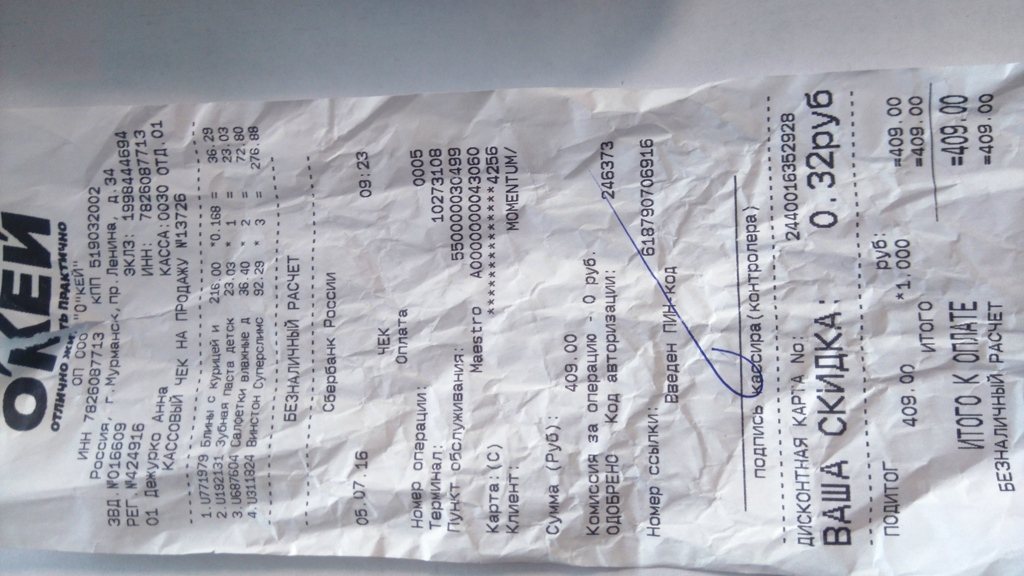 О'КЕЙ
ОТЛИЧНО ЖИТЬ ПРАКТИЧНО
ОП ООО "О'КЕЙ"
ИНН 7826087713 КПП 519032002
Россия, г.Мурманск,пр.Ленина, д.34
ЗВД.№016609 ЭКЛЗ: 1998444694
РЕГ.№424916 ИНН: 7826087713
01 Дежурко Анна КАССА:0030 ОТД.01
КАССОВЫЙ ЧЕК НА ПРОДАЖУ №13726
1.U771979 Блины с Курицей и 216.00 *0.168 = 36.29
2.U192131 Зубная паста детск 23.03 * 1 = 23.03
3.U687604 Салфетки влажные д 36.40 * 2 = 72.80
4.U311824 Винстон Суперслимс 92.29 * 3 = 276.88
БЕЗНАЛИЧНЫЙ РАСЧЕТ
Сбербанк России
05.07.16 09:23
ЧЕК
Оплата
Номер операции: 0005
Терминал: 10273108
Пункт обслуживания: 550000030499
Maestro A0000000043060
Карта:(С) ************4256
Клиент: MOMENTUM/
Сумма (Руб):
409.00
Комиссия за операцию - 0 руб.
ОДОБРЕНО Код авторизации: 246373
Номер ссылки: 618790706916
Введен ПИН-код
подпись кассира(контролера)
ДИСКОНТНАЯ КАРТА No: 2440016352928
ВАША СКИДКА: 0.32руб
руб:
ПОДИТОГ 409.00 *1.000 =409.00
ИТОГО =409.00
ИТОГО К ОПЛАТЕ =409.00
БЕЗНАЛИЧНЫЙ РАСЧЕТ =409.00